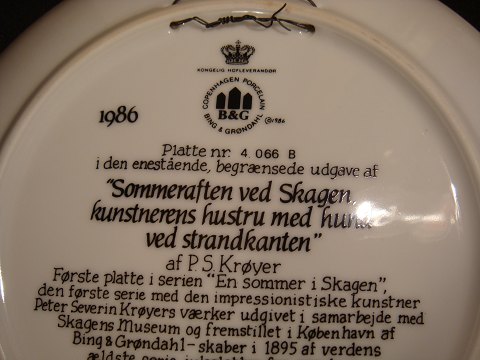 KONGELIG HOFLEVERANDØR
COPENHAGEN PORCELAIN
B&G
BING & GRØNDAHL
©1986
1986
Platte nr. 4.066 B
i den enestående, begrænsede udgave af
"Sommeraften ved Skagen,
kunstnerens hustru med hund
ved strandkanten"
af P.S. Krøyer
Første platte i serien "En sommer i Skagen",
den første serie med den impressionistiske kunstner
Peter Severin Krøyers værker udgivet i samarbejde med
Skagens Museum og fremstillet i København af
Bing & Grøndahl-skaber i 1895 af verdens
ældste serie